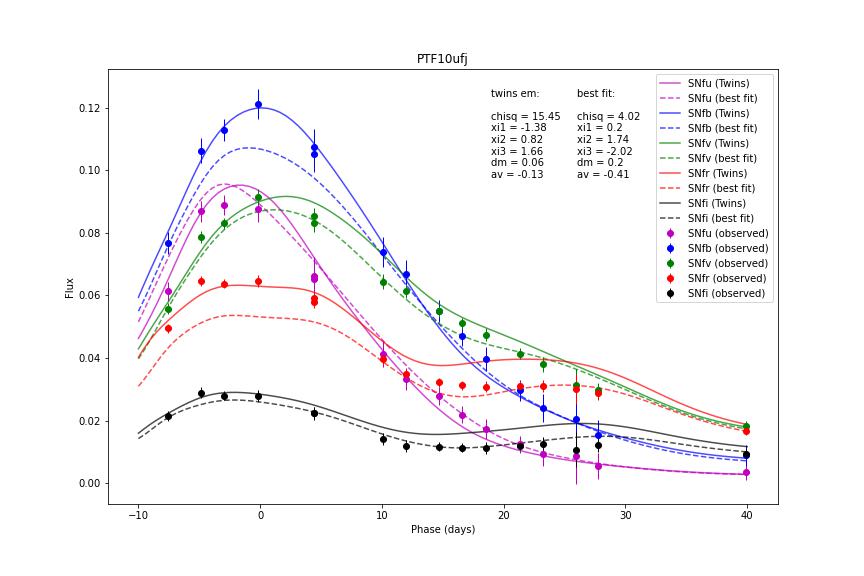 PTF10ufj
twins em:
chisq = 15.45
xi1 = -1.38
xi2 = 0.82
xi3 = 1.66
dm = 0.06
av = -0.13
best fit:
chisq = 4.02
xi1 = 0.2
xi2 = 1.74
xi3 = -2.02
dm = 0.2
av = -0.41
SNfu (Twins)
SNfu (best fit)
SNfb (Twins)
SNfb (best fit)
SNfv (Twins)
SNfv (best fit)
SNfr (Twins)
SNfr (best fit)
SNfi (Twins)
SNfi (best fit)
SNfu (observed)
SNfb (observed)
SNfv (observed)
SNfr (observed)
SNfi (observed)
Flux
0.12
0.10
0.08
0.06
0.04
0.02
0.00
−10
0
10
20
30
40
Phase (days)